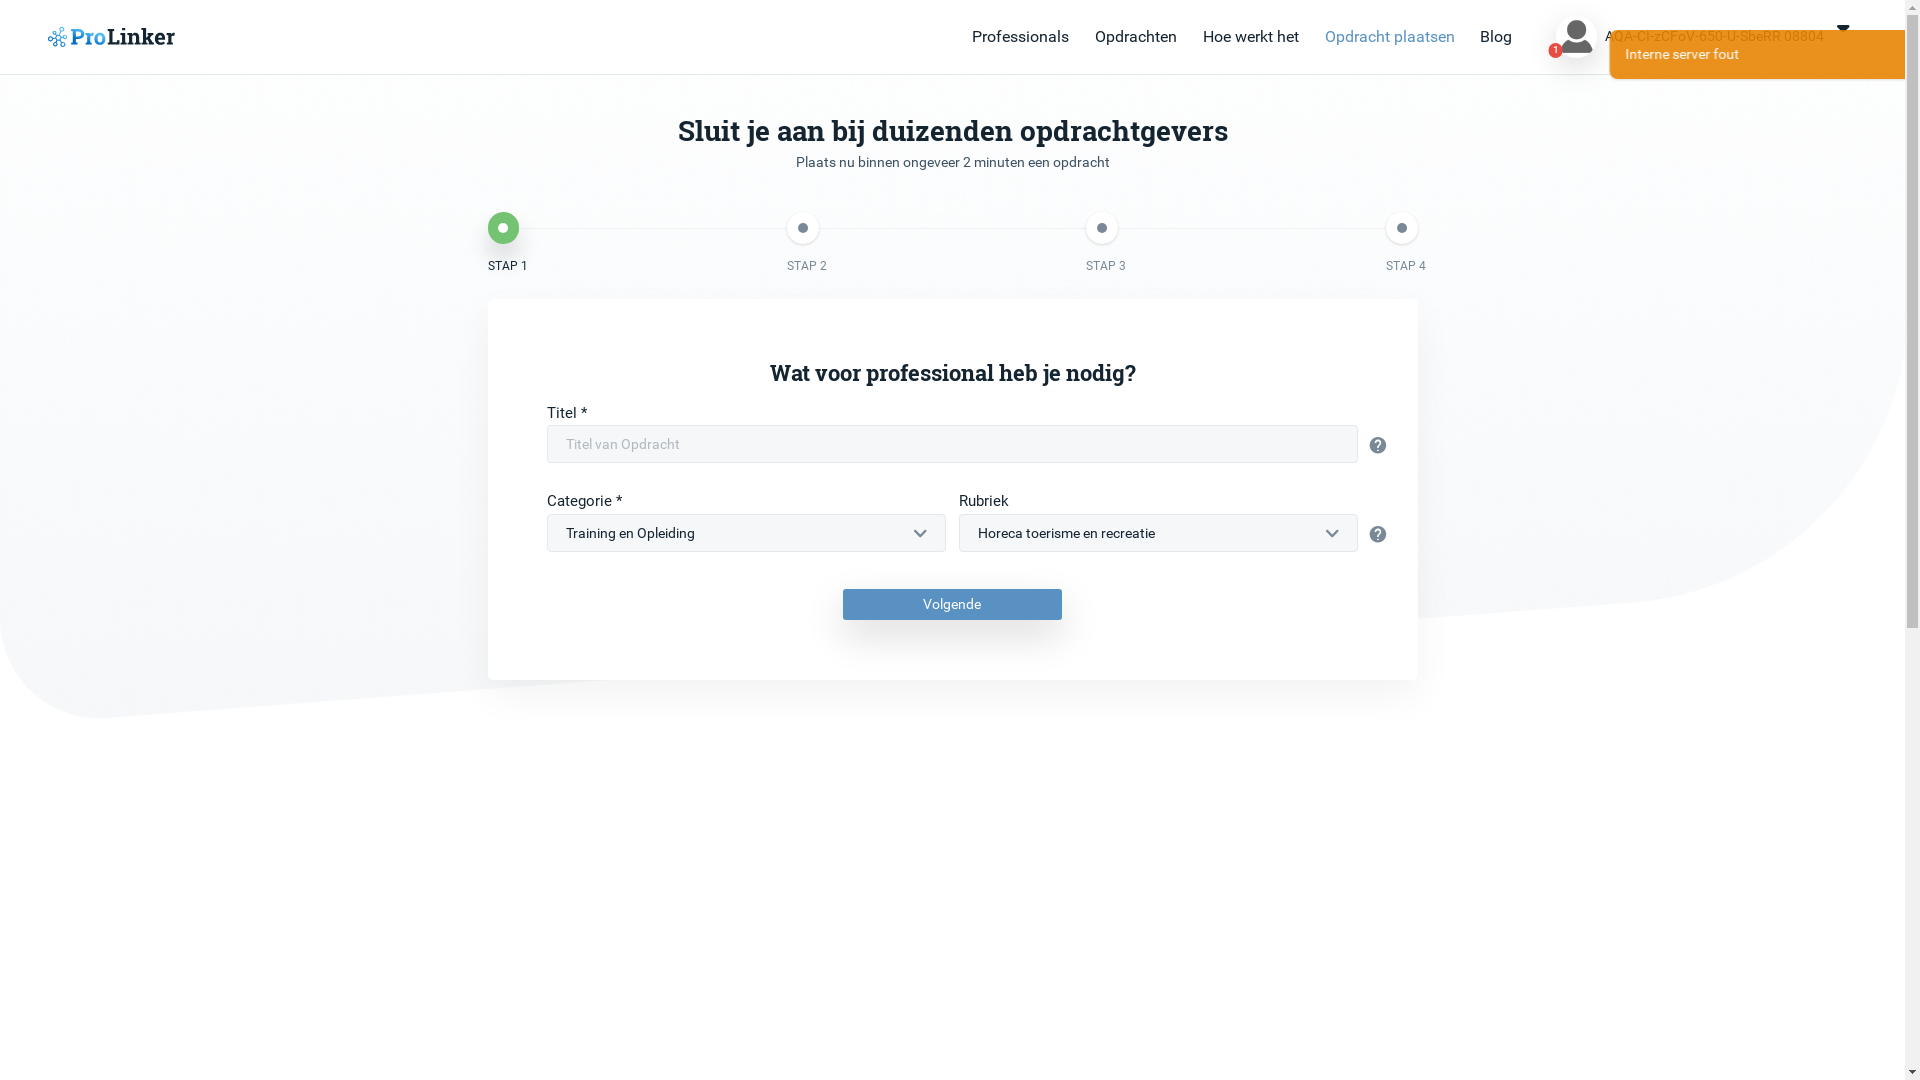 ProLinker
Professionals
Opdrachten
Hoe werkt het
Opdracht plaatsen
Blog
1
AQA-CI-zCFoV-650-U-SbeRR 08804
Interne server fout
Sluit je aan bij duizenden opdrachtgevers
Plaats nu binnen ongeveer 2 minuten een opdracht
STAP 1
STAP 2
STAP 3
STAP 4
Wat voor professional heb je nodig?
Titel *
Titel van Opdracht
?
Categorie *
Rubriek
Training en Opleiding
Horeca toerisme en recreatie
?
Volgende